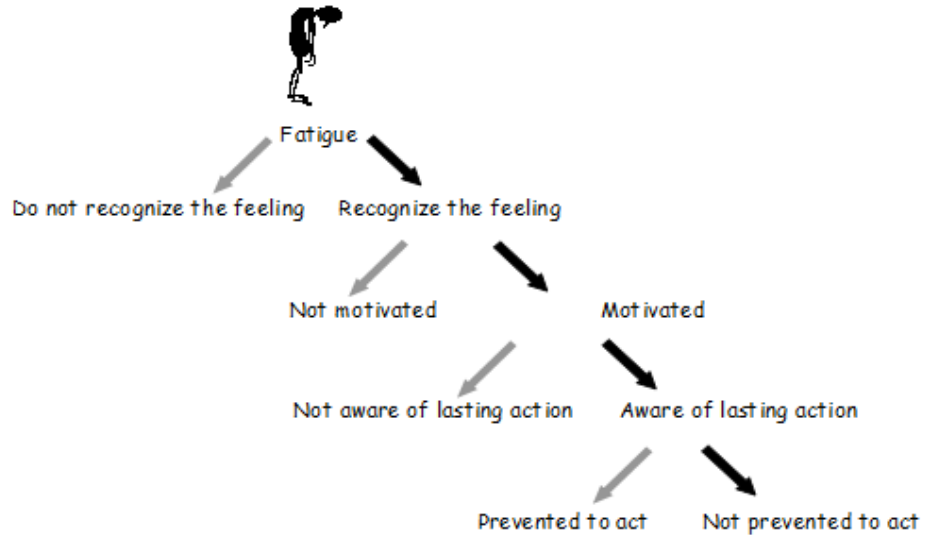 Fatigue
Do not recognize the feeling
Recognize the feeling
Not motivated
Motivated
Not aware of lasting action
Aware of lasting action
Prevented to act
Not prevented to act